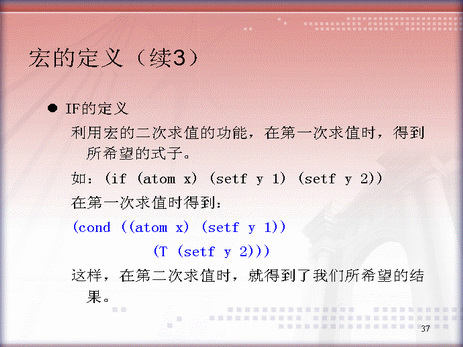 宏的定义（续3）
● IF的定义
利用宏的二次求值的功能，在第一次求值时，得到
所希望的式子。
如：(if (atom x) (setf y 1) (setf y 2))
在第一次求值时得到：
(cond ((atom x) (setf y 1))
(T (setf y 2)))
这样，在第二次求值时，就得到了我们所希望的结
果。
37